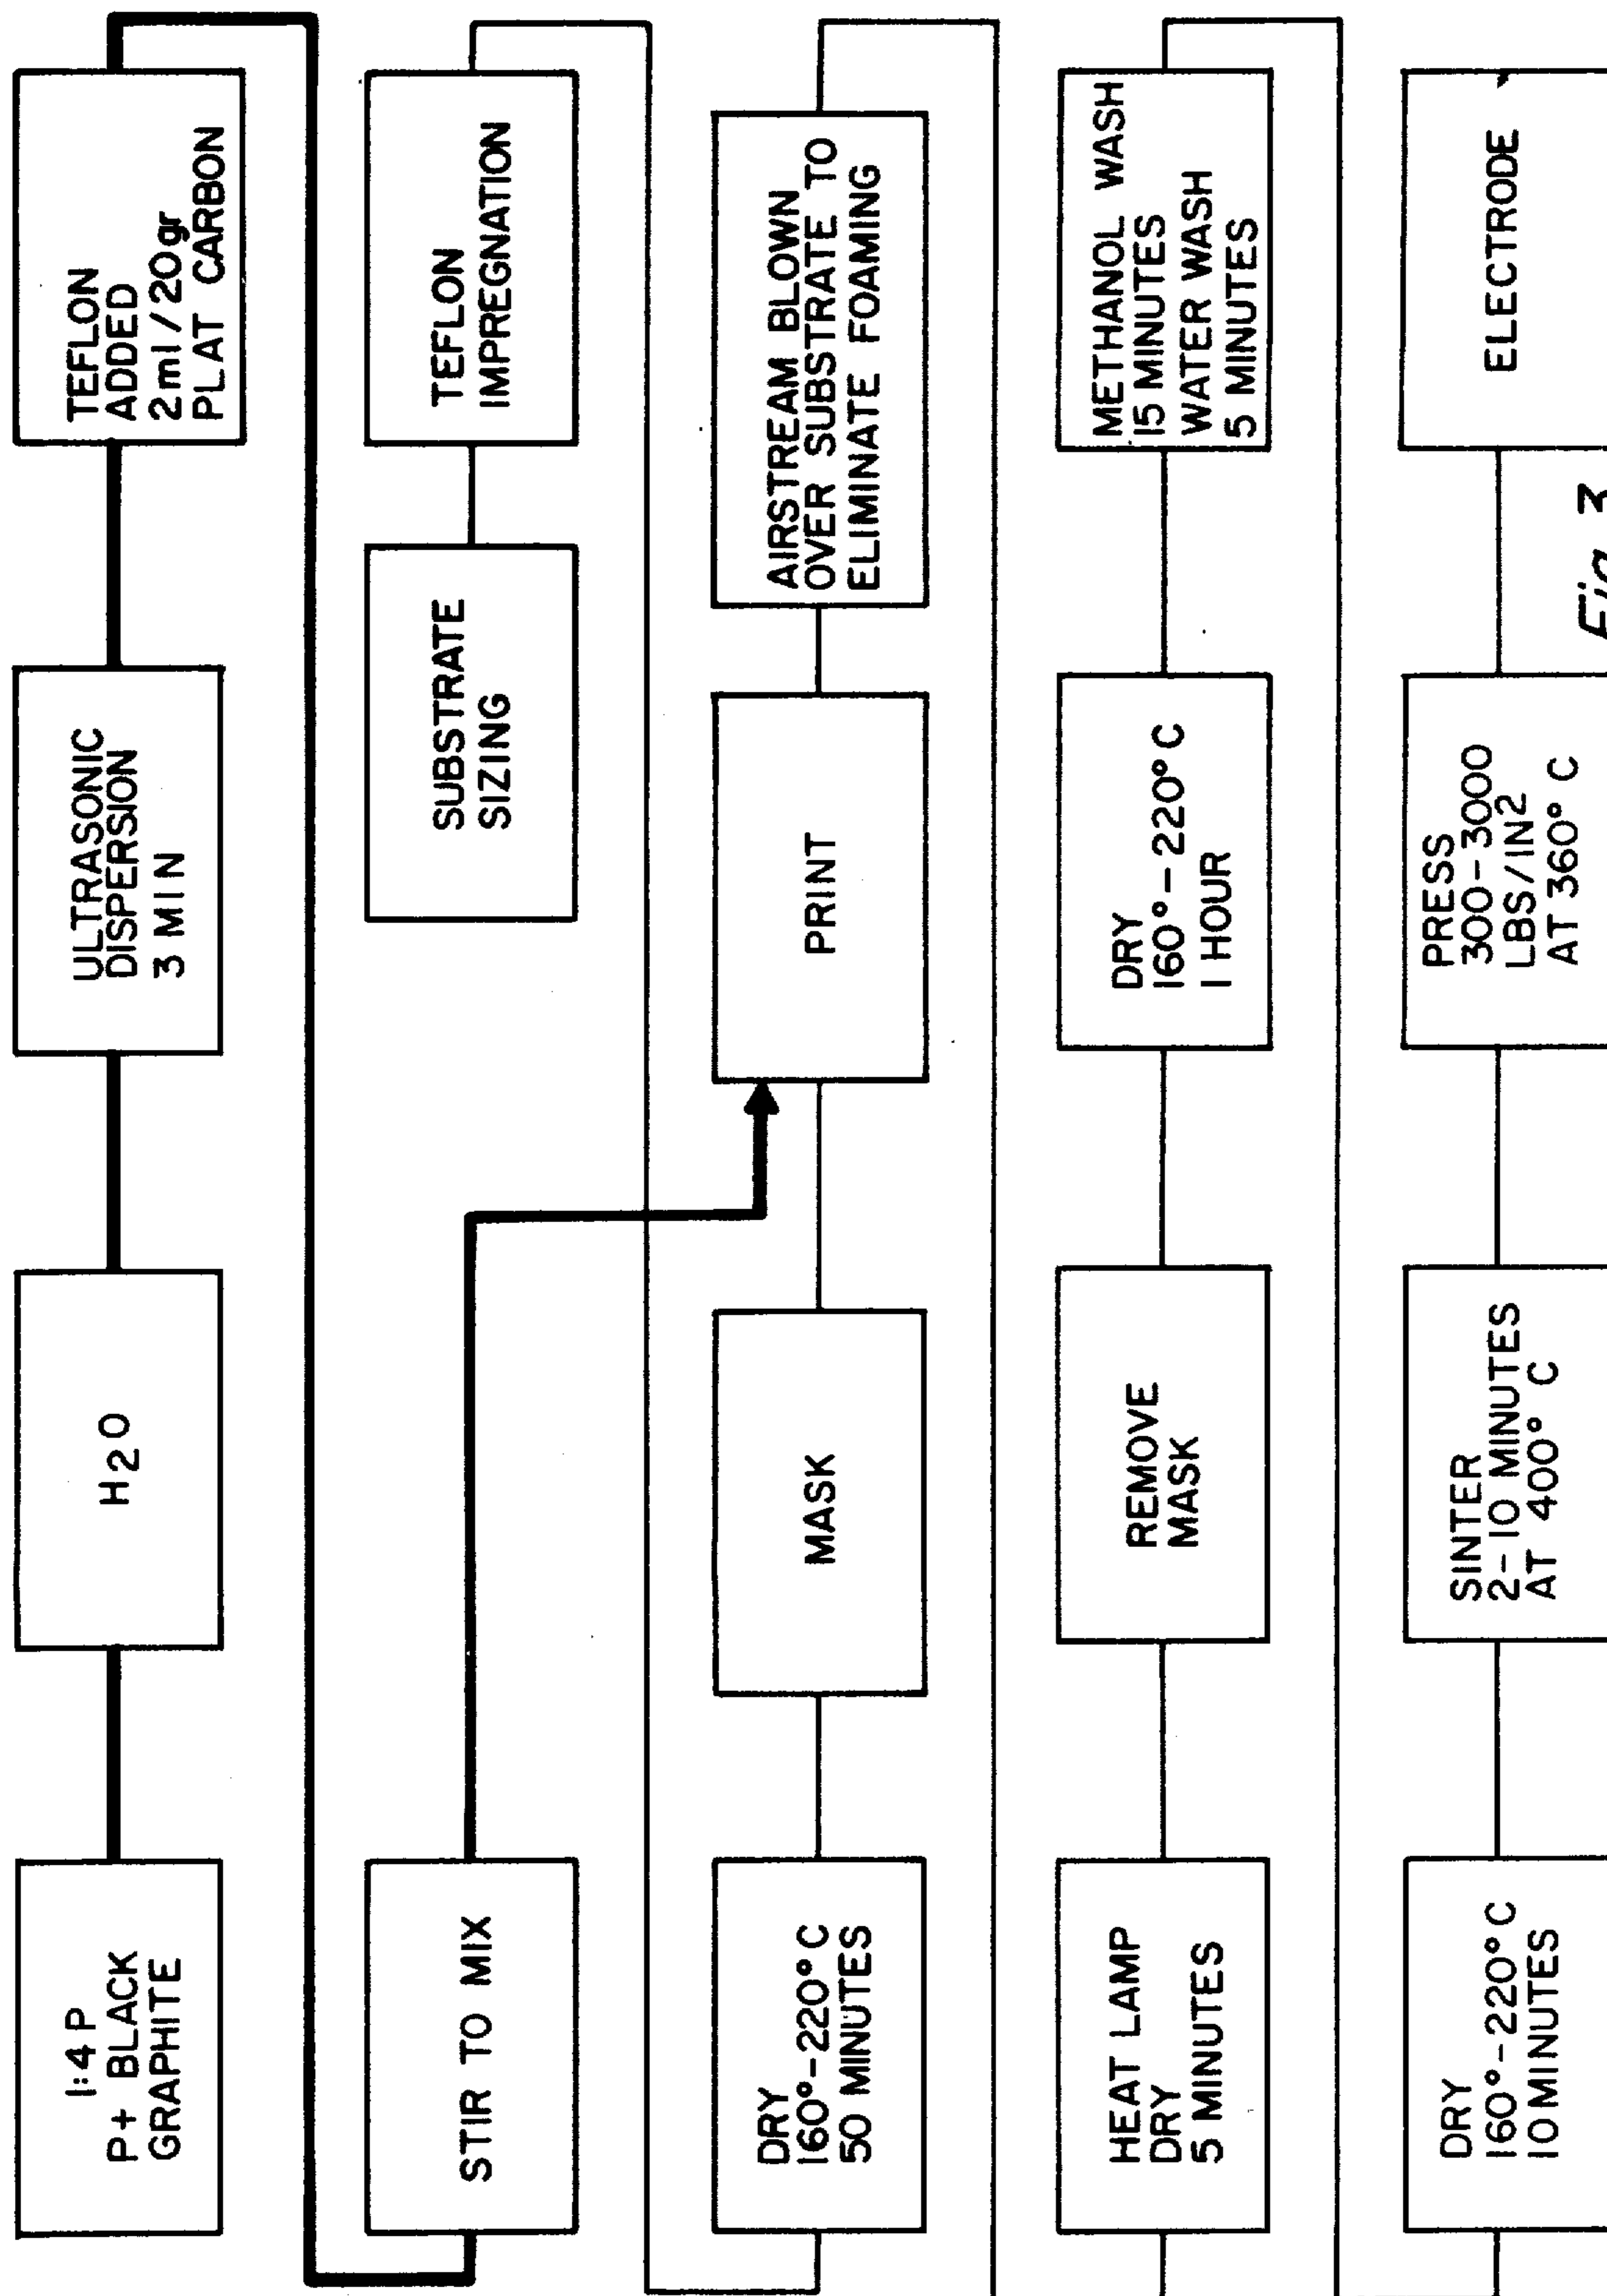 1:4 P
P+ BLACK
GRAPHITE
H2O
ULTRASONIC
DISPERSION
3 MIN
TEFLON
ADDED
2ml/20gr
PLAT CARBON
STIR TO MIX
SUBSTRATE
SIZING
TEFLON
IMPREGNATION
DRY
160°-220°C
50 MINUTES
MASK
PRINT
AIRSTREAM BLOWN
OVER SUBSTRATE TO
ELIMINATE FOAMING
HEAT LAMP
DRY
5 MINUTES
REMOVE
MASK
DRY
160°-220°C
1 HOUR
METHANOL WASH
15 MINUTES
WATER WASH
5 MINUTES
DRY
160°-220°C
10 MINUTES
SINTER
2-10 MINUTES
AT 400° C
PRESS
300-3000
LBS/IN2
AT 360° C
ELECTRODE
Fig. 3